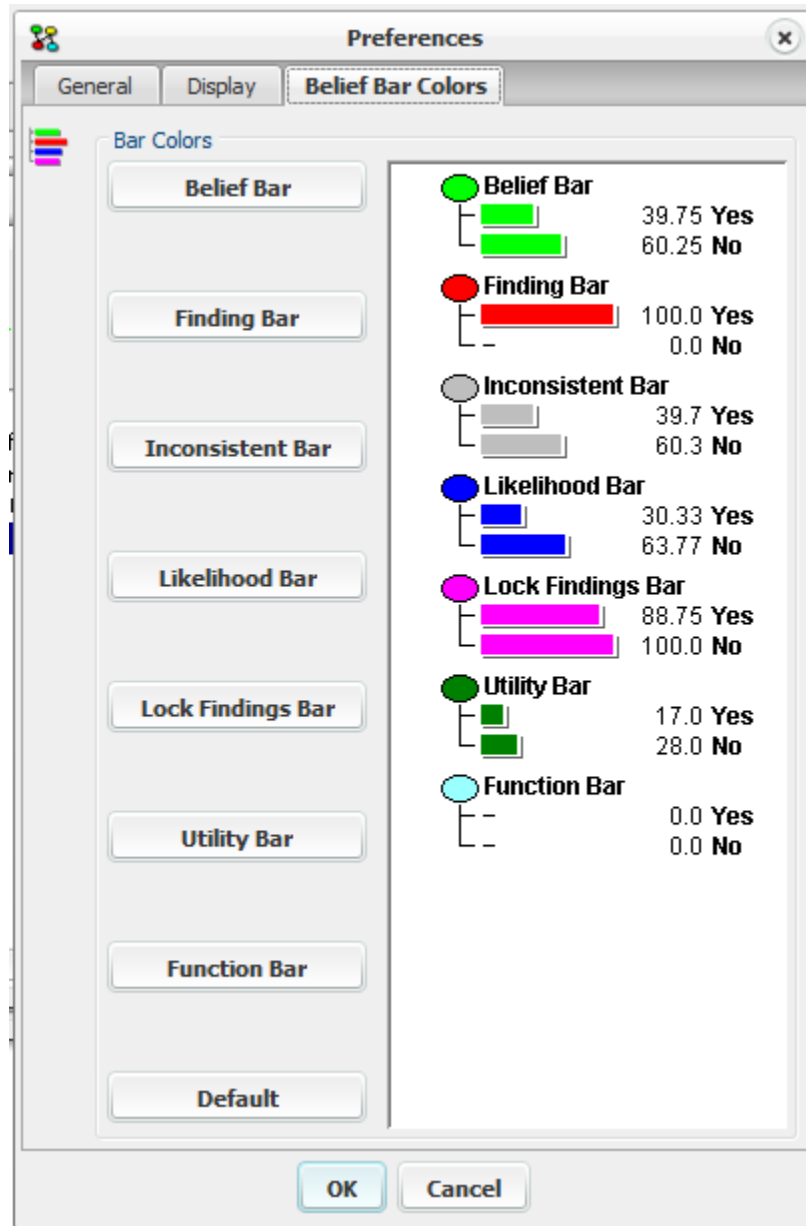 Preferences
General Display Belief Bar Colors
Bar Colors
Belief Bar
Finding Bar
Inconsistent Bar
Likelihood Bar
Lock Findings Bar
Utility Bar
Function Bar
Default
Belief Bar
39.75 Yes
60.25 No
Finding Bar
100.0 Yes
- 0.0 No
Inconsistent Bar
39.7 Yes
60.3 No
Likelihood Bar
30.33 Yes
63.77 No
Lock Findings Bar
88.75 Yes
100.0 No
Utility Bar
17.0 Yes
28.0 No
Function Bar
- 0.0 Yes
- 0.0 No
OK Cancel